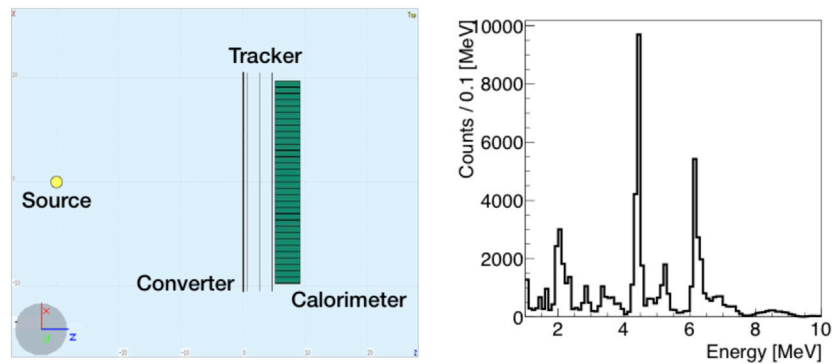 Tracker
Source
Converter
Calorimeter
x
y
z
Counts / 0.1 [MeV]
10000
8000
6000
4000
2000
0
2
4
6
8
10
Energy [MeV]